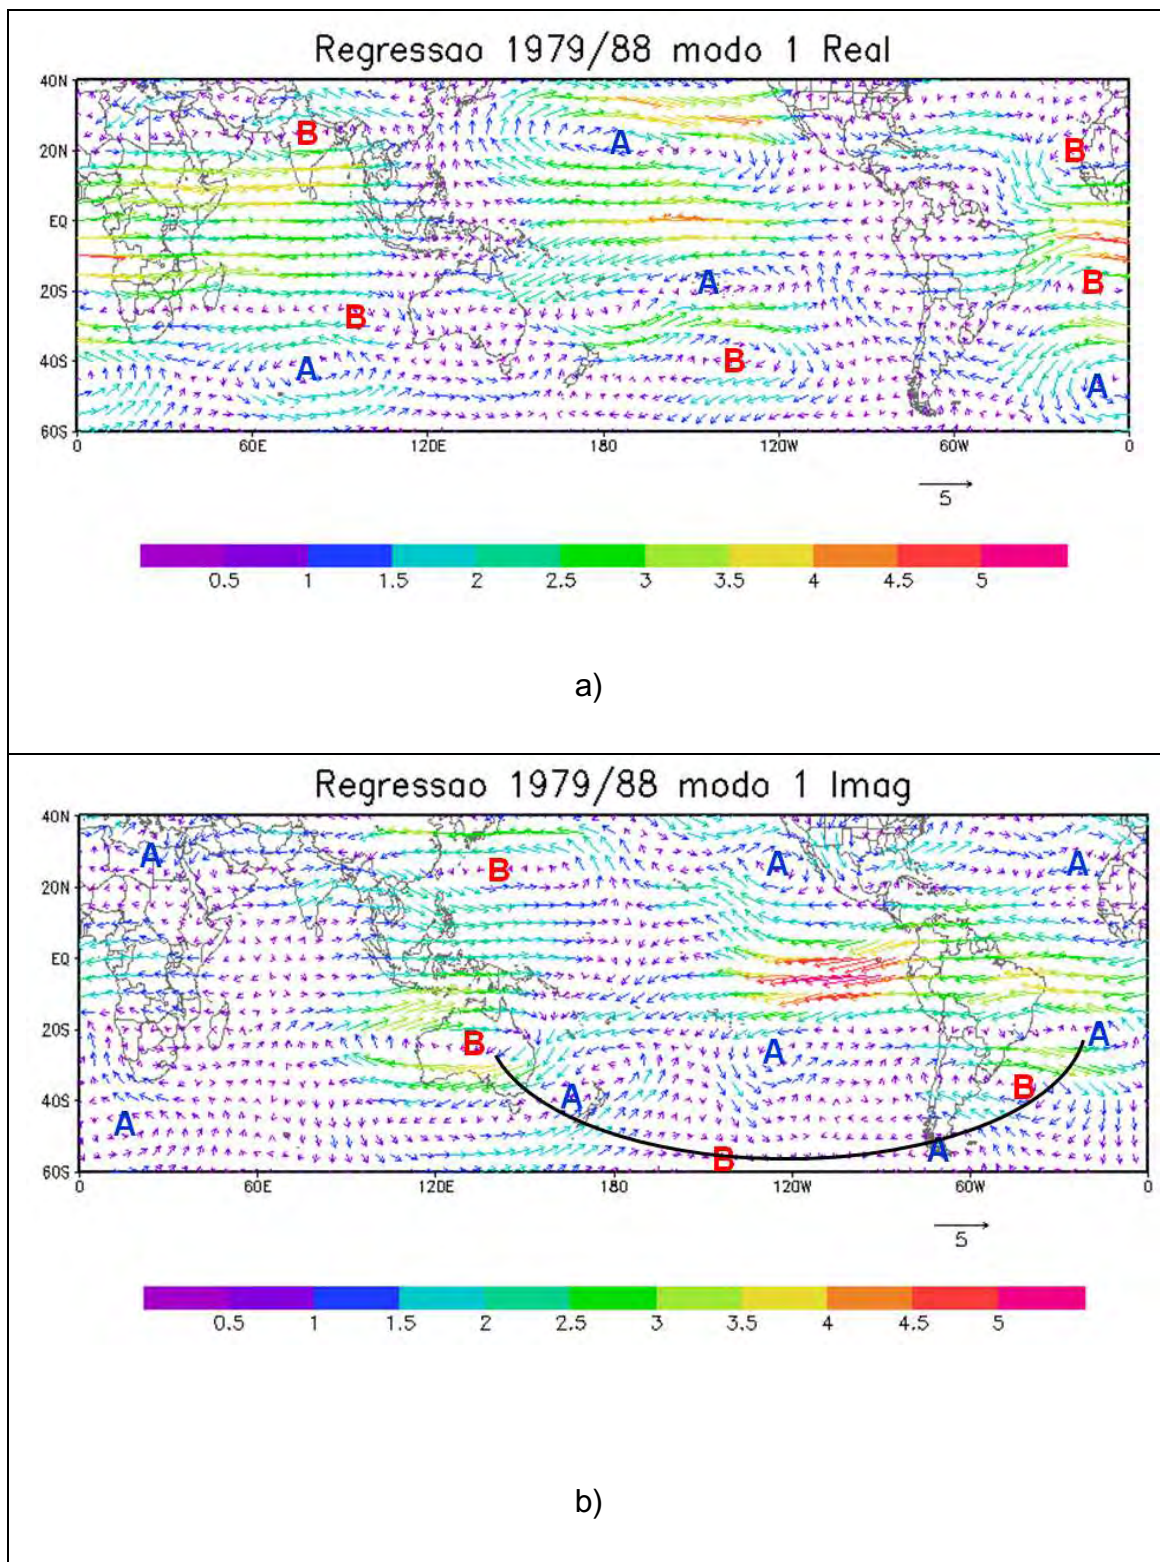 Regressao 1979/88 modo 1 Real
40N
B
A
B
20N
EQ
A
B
20S
B
A
B
A
40S
60S
0 60E 120E 180 120W 60W 0
5
0.5 1 1.5 2 2.5 3 3.5 4 4.5 5
a)
Regressao 1979/88 modo 1 Imag
40N
A
B
A
A
20N
EQ
20S
B
A
A
A
B
40S
A
B
A
60S
0 60E 120E 180 120W 60W 0
5
0.5 1 1.5 2 2.5 3 3.5 4 4.5 5
b)